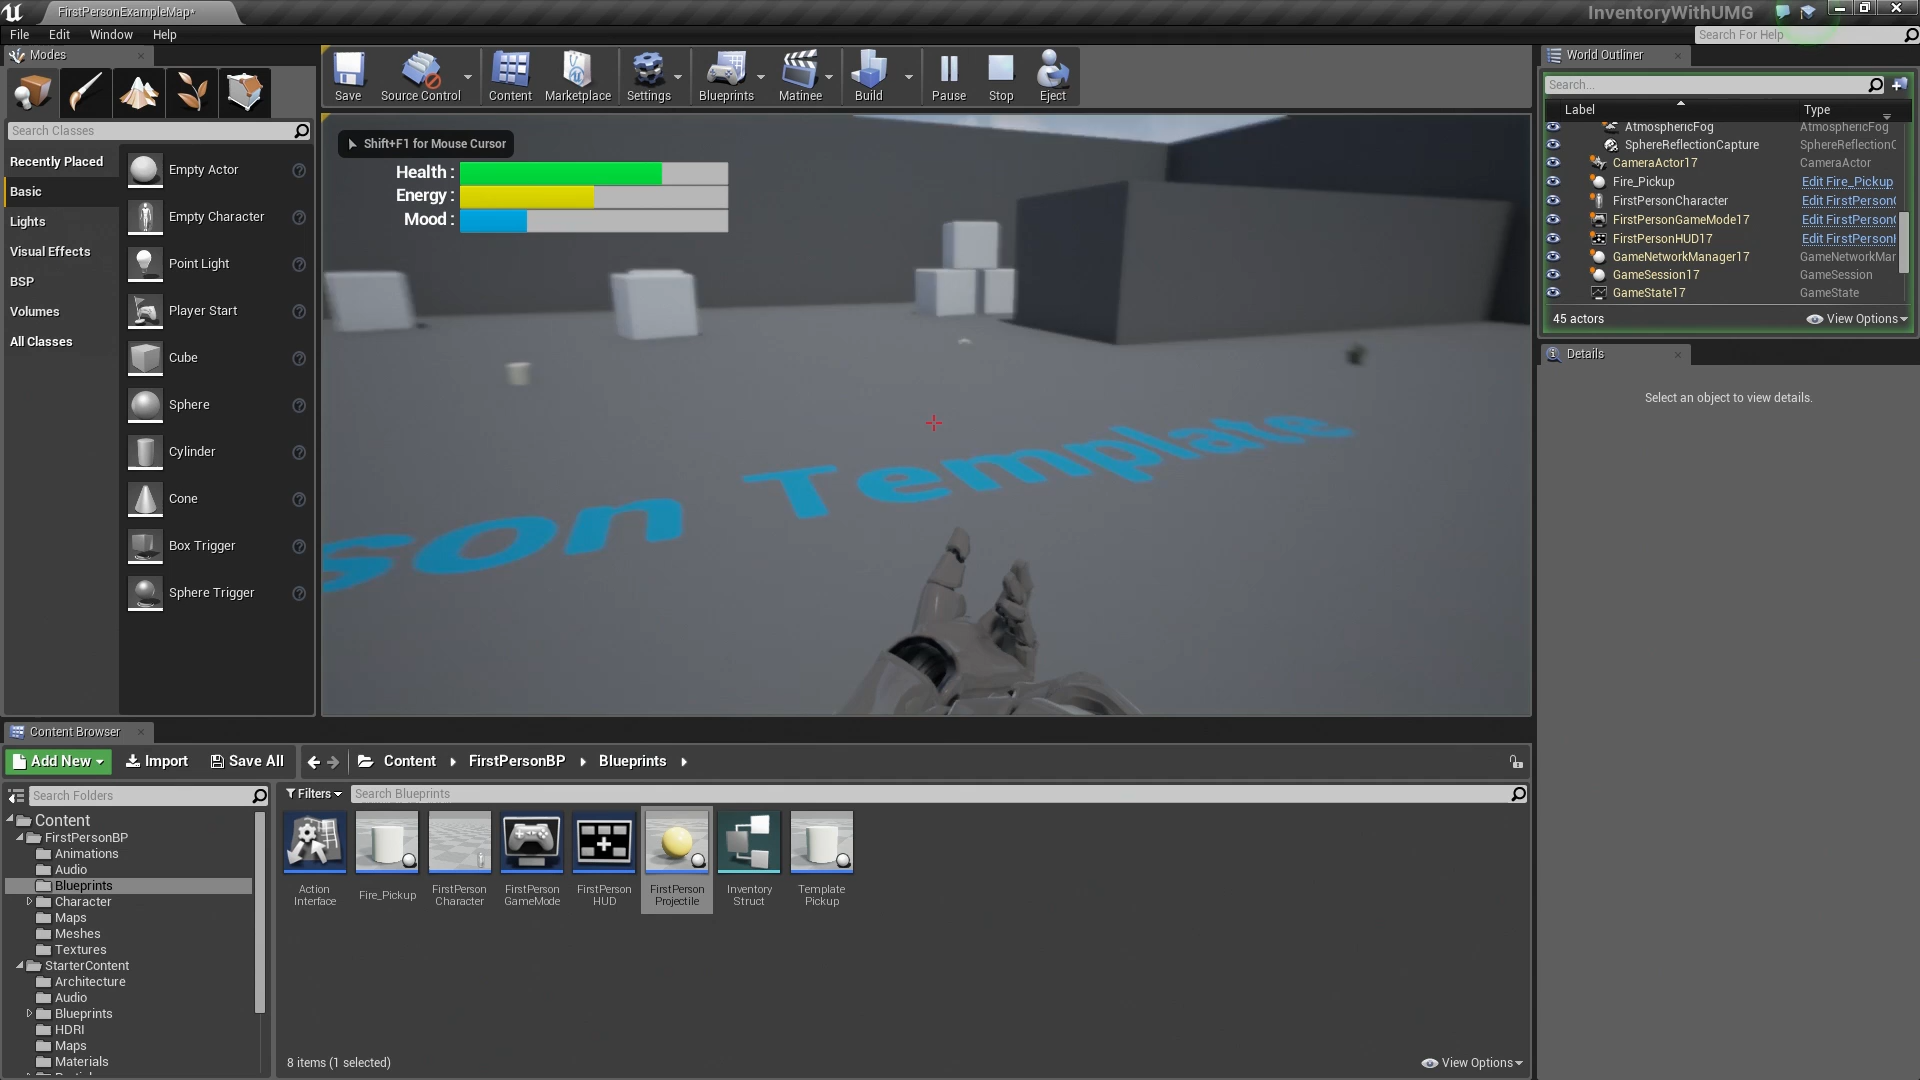 FirstPersonExampleMap*
InventoryWithUMG
File Edit Window Help
Search For Help
Modes
Save
Source Control
Content
Marketplace
Settings
Blueprints
Matinee
Build
Pause
Stop
Eject
Search Classes
Recently Placed
Basic
Lights
Visual Effects
BSP
Volumes
All Classes
Empty Actor
Empty Character
Point Light
Player Start
Cube
Sphere
Cylinder
Cone
Box Trigger
Sphere Trigger
Shift+F1 for Mouse Cursor
Health :
Energy :
Mood :
son Template
World Outliner
Search...
Label Type
AtmosphericFog AtmosphericFog
SphereReflectionCapture SphereReflectionC
CameraActor17 CameraActor
Fire_Pickup Edit Fire_Pickup
FirstPersonCharacter Edit FirstPersonC
FirstPersonGameMode17 Edit FirstPersonG
FirstPersonHUD17 Edit FirstPersonH
GameNetworkManager17 GameNetworkMar
GameSession17 GameSession
GameState17 GameState
45 actors
View Options
Details
Select an object to view details.
Content Browser
Add New Import Save All Content FirstPersonBP Blueprints
Search Folders
Filters Search Blueprints
Content
FirstPersonBP
Animations
Audio
Blueprints
Character
Maps
Meshes
Textures
StarterContent
Architecture
Audio
Blueprints
HDRI
Maps
Materials
Action
Interface
Fire_Pickup
FirstPerson
Character
FirstPerson
GameMode
FirstPerson
HUD
FirstPerson
Projectile
Inventory
Struct
Template
Pickup
8 items (1 selected)
View Options